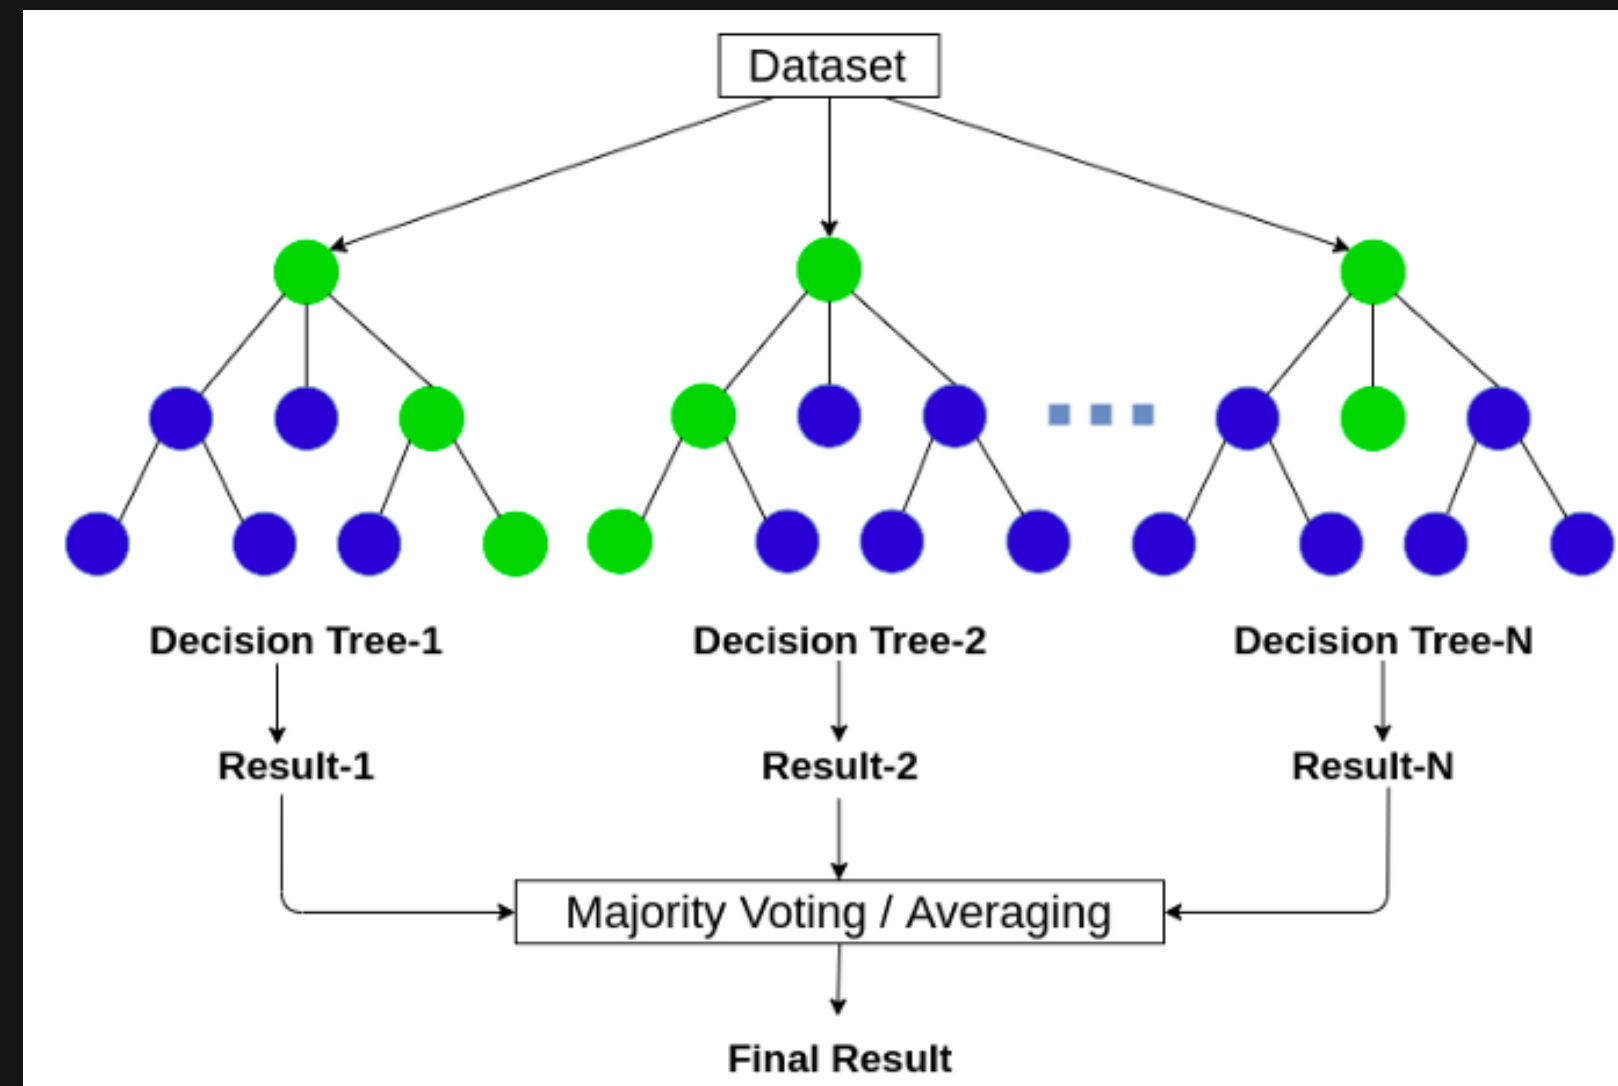 Dataset
Decision Tree-1
Decision Tree-2
Decision Tree-N
Result-1
Result-2
Result-N
Majority Voting / Averaging
Final Result